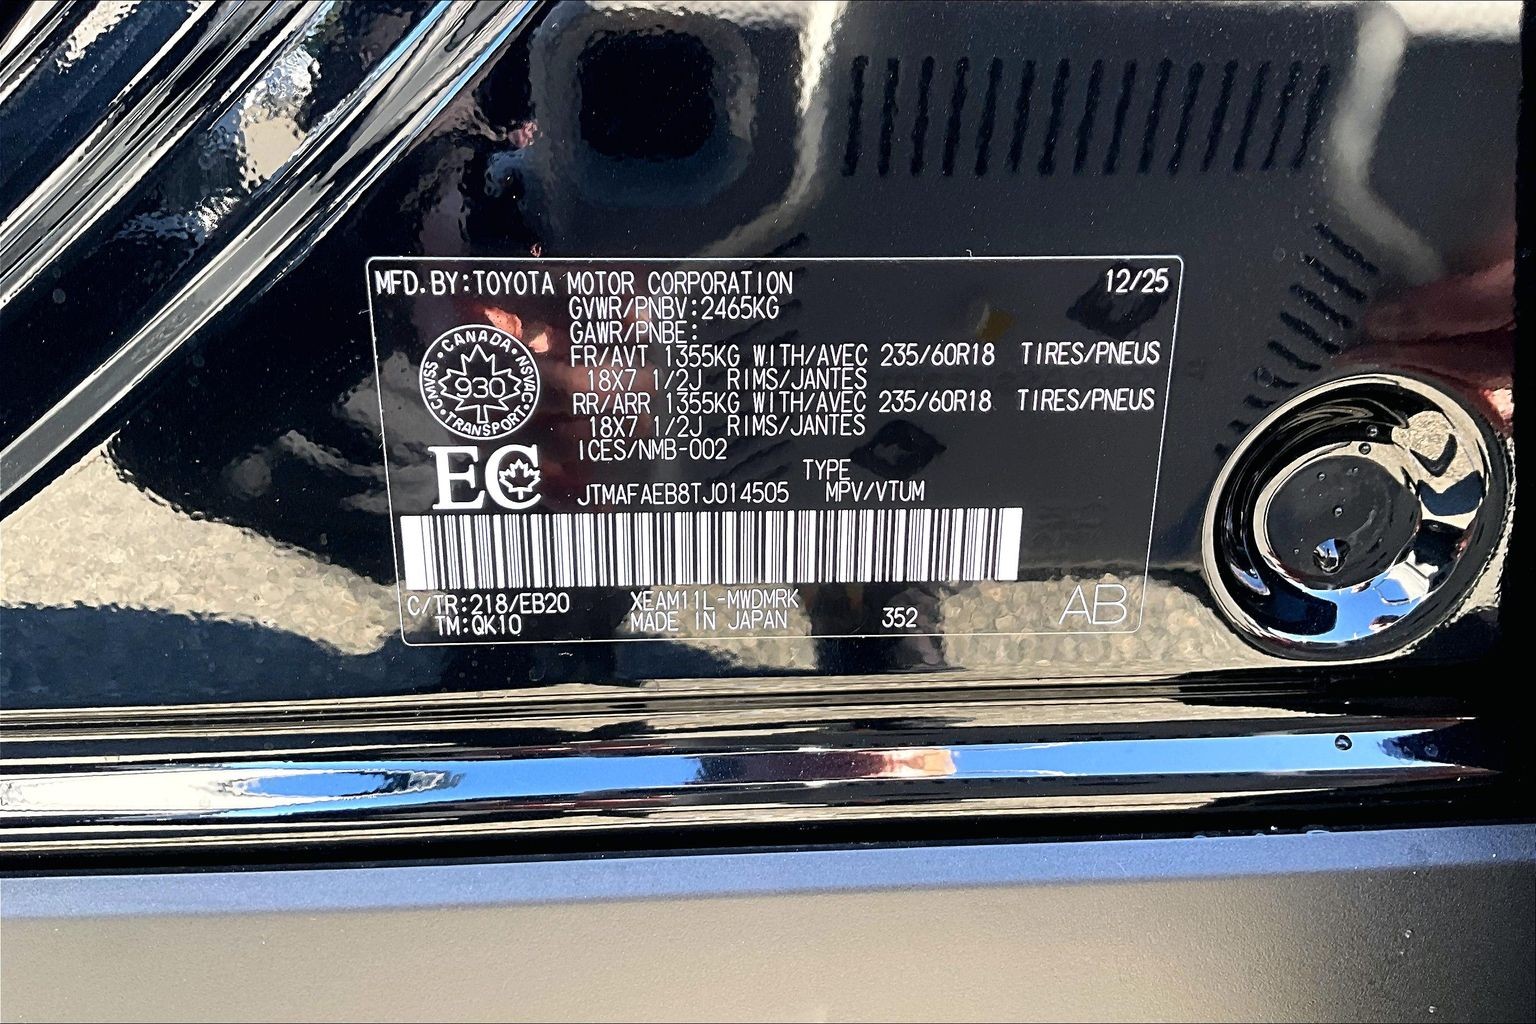 MFD. BY:TOYOTA MOTOR CORPORATION 12/25
GVWR/PNBV:2465KG
GAWR/PNBE:
FR/AVT 1355KG WITH/AVEC 235/60R18 TIRES/PNEUS
18X7 1/2J RIMS/JANTES
RR/ARR 1355KG WITH/AVEC 235/60R18 TIRES/PNEUS
18X7 1/2J RIMS/JANTES
ICES/NMB-002
CANADA · NSVAC · TRANSPORT · CMVSS
930
EC
TYPE
JTMAFAEB8TJ014505 MPV/VTUM
C/TR:218/EB20 XEAM11L-MWDMRK
TM:QK10 MADE IN JAPAN 352 AB